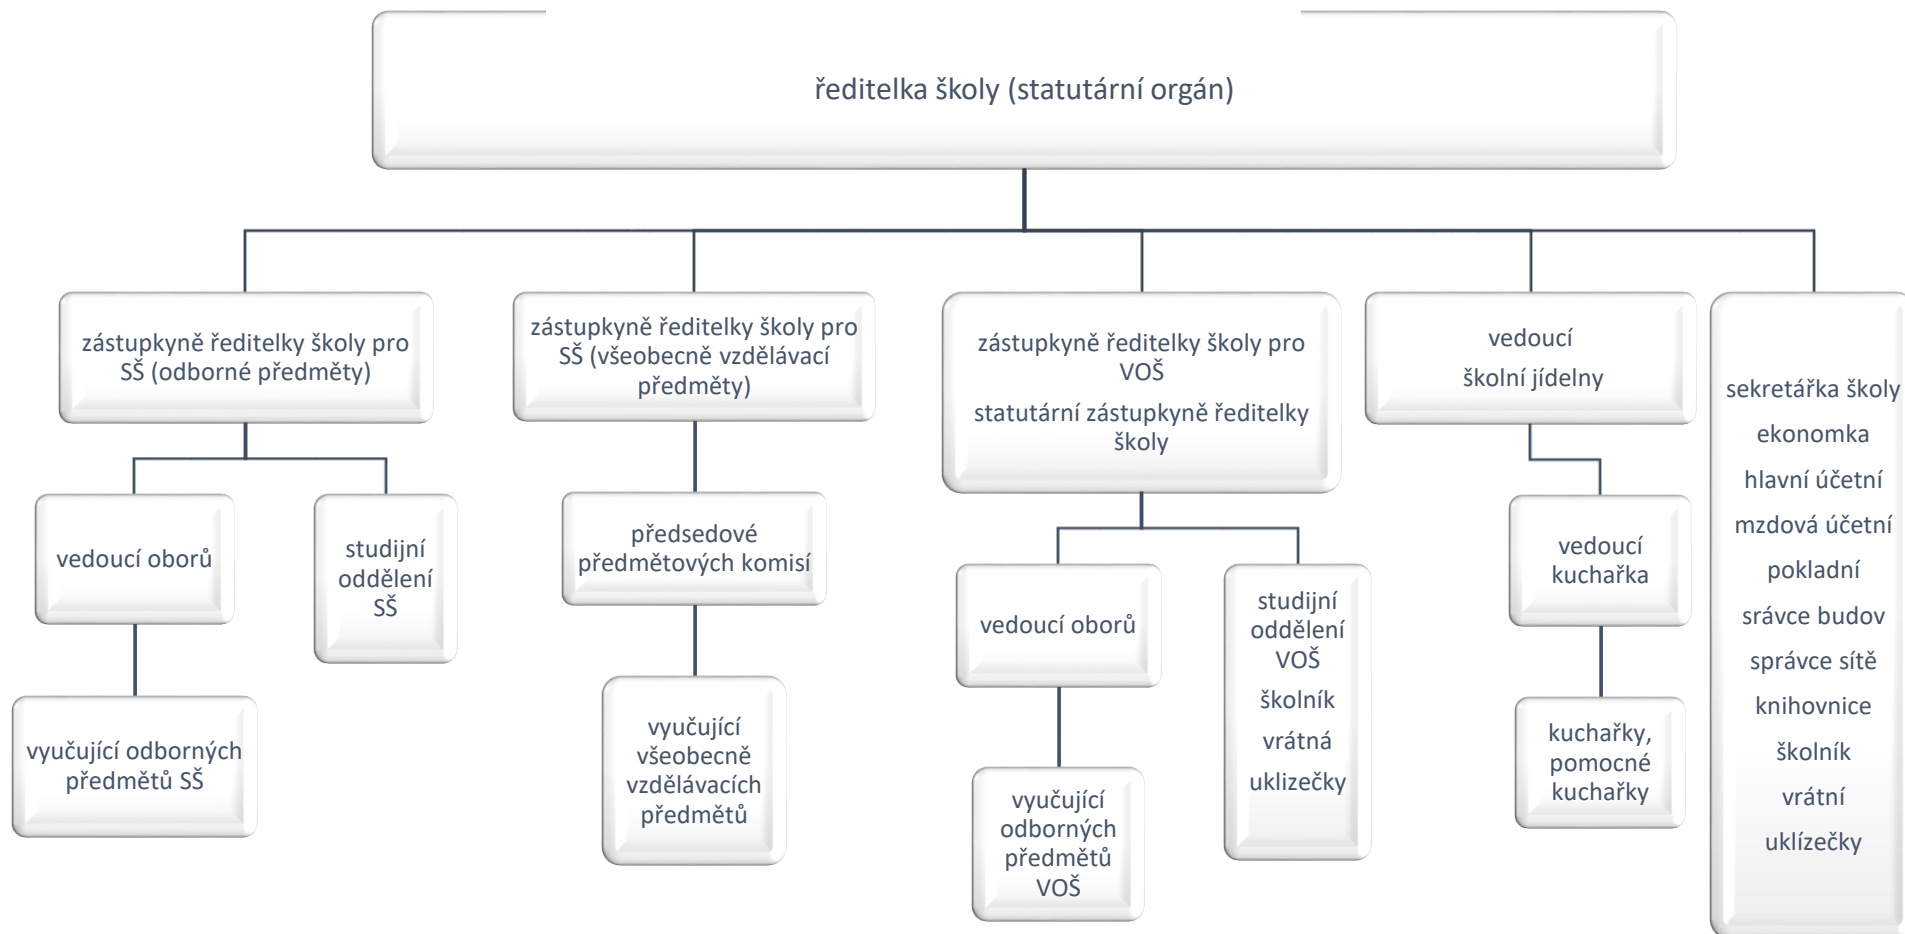 ředitelka školy (statutární orgán)
zástupkyně ředitelky školy pro
SŠ (odborné předměty)
zástupkyně ředitelky školy pro
SŠ (všeobecně vzdělávací
předměty)
zástupkyně ředitelky školy pro
VOŠ
statutární zástupkyně ředitelky
školy
vedoucí
školní jídelny
sekretářka školy
ekonomka
hlavní účetní
mzdová účetní
pokladní
srávce budov
správce sítě
knihovnice
školník
vrátní
uklízečky
vedoucí oborů
studijní
oddělení
SŠ
předsedové
předmětových komisí
vedoucí oborů
studijní
oddělení
VOŠ
školník
vrátná
uklizečky
vedoucí
kuchařka
vyučující odborných
předmětů SŠ
vyučující
všeobecně
vzdělávacích
předmětů
vyučující
odborných
předmětů
VOŠ
kuchařky,
pomocné
kuchařky